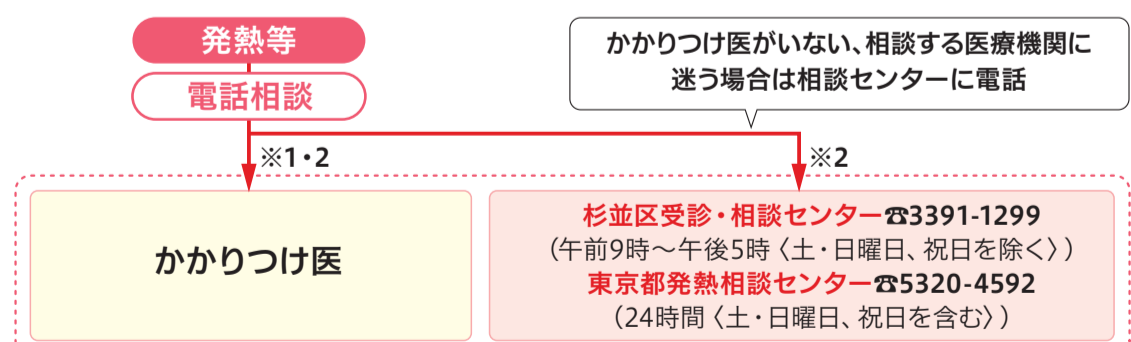 発熱等
電話相談
かかりつけ医がいない、相談する医療機関に
迷う場合は相談センターに電話
※1・2
※2
かかりつけ医
杉並区受診・相談センター☎3391-1299
（午前9時～午後5時〈土・日曜日、祝日を除く〉）
東京都発熱相談センター☎5320-4592
（24時間〈土・日曜日、祝日を含む〉）